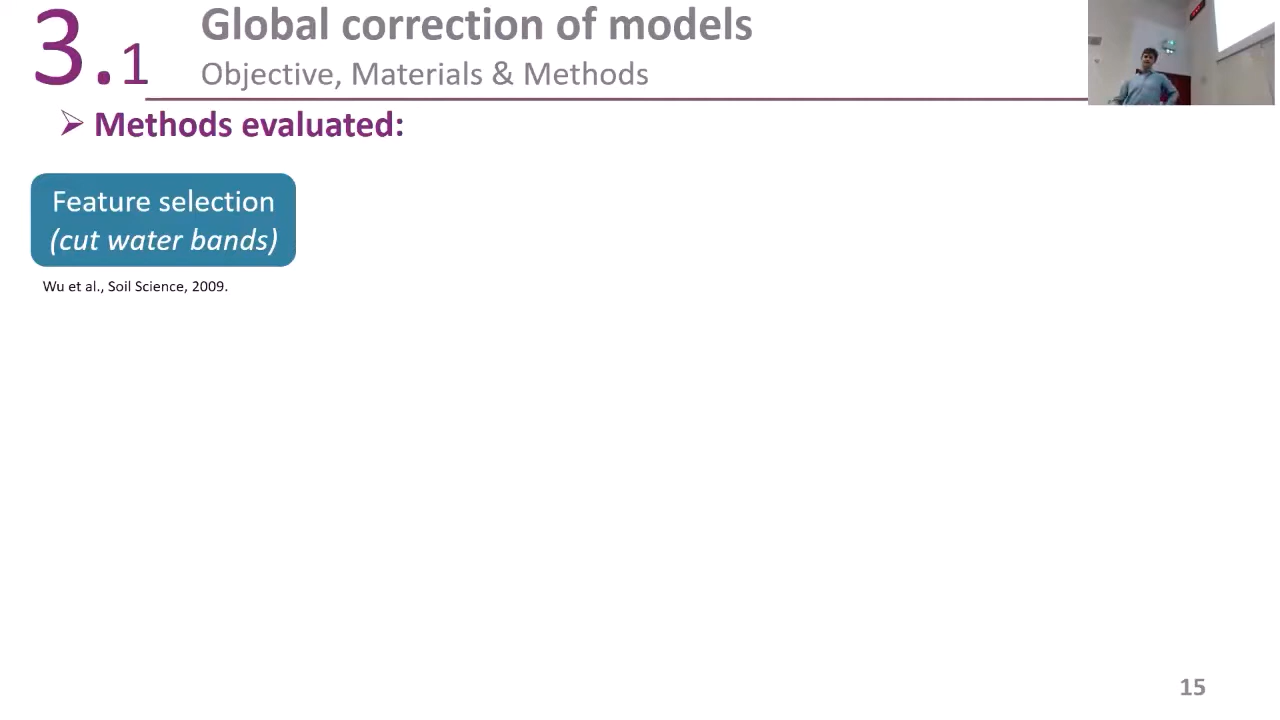 3.1
Global correction of models
Objective, Materials & Methods
➢ Methods evaluated:
Feature selection
(cut water bands)
Wu et al., Soil Science, 2009.
15